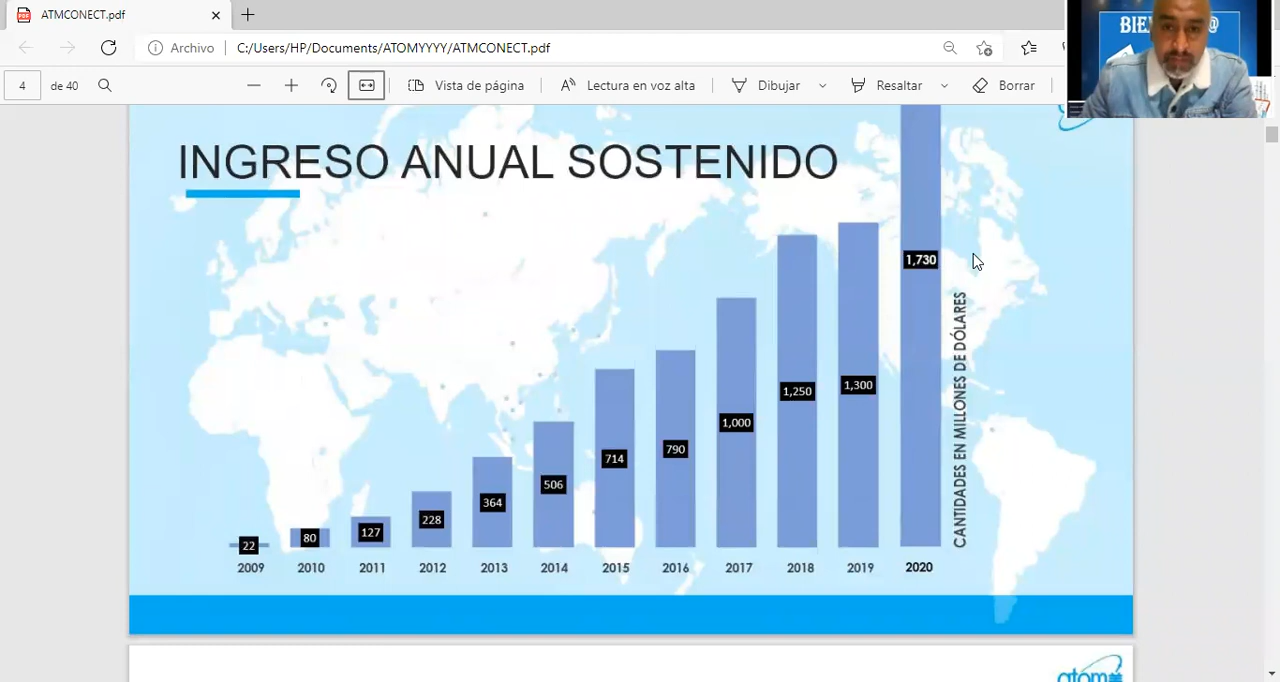 ATMCONECT.pdf
Archivo
C:/Users/HP/Documents/ATOMYYYY/ATMCONECT.pdf
4 de 40
Vista de página
Lectura en voz alta
Dibujar
Resaltar
Borrar
INGRESO ANUAL SOSTENIDO
22
80
127
228
364
506
714
790
1,000
1,250
1,300
1,730
CANTIDADES EN MILLONES DE DÓLARES
2009 2010 2011 2012 2013 2014 2015 2016 2017 2018 2019 2020